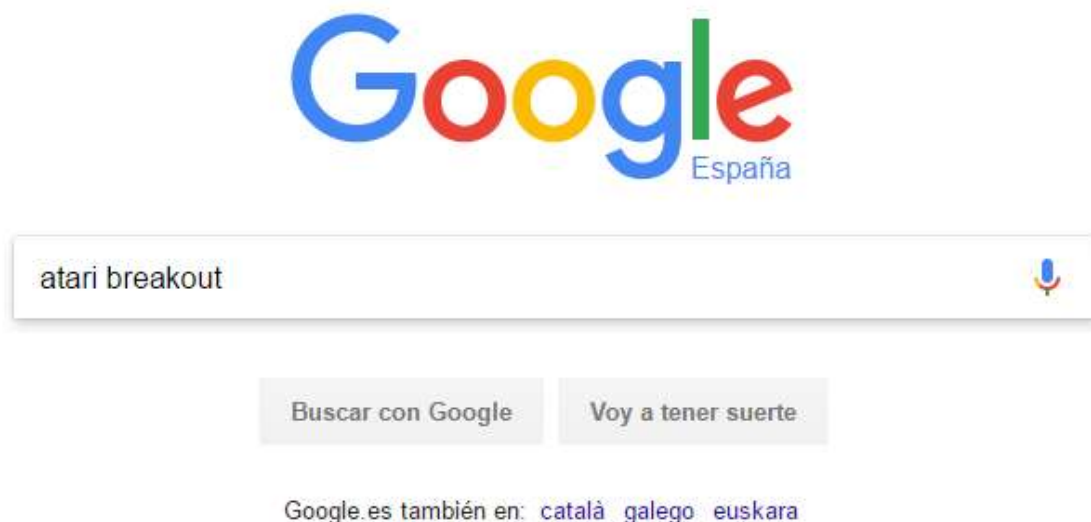 Google
España
atari breakout
Buscar con Google Voy a tener suerte
Google.es también en: català galego euskara